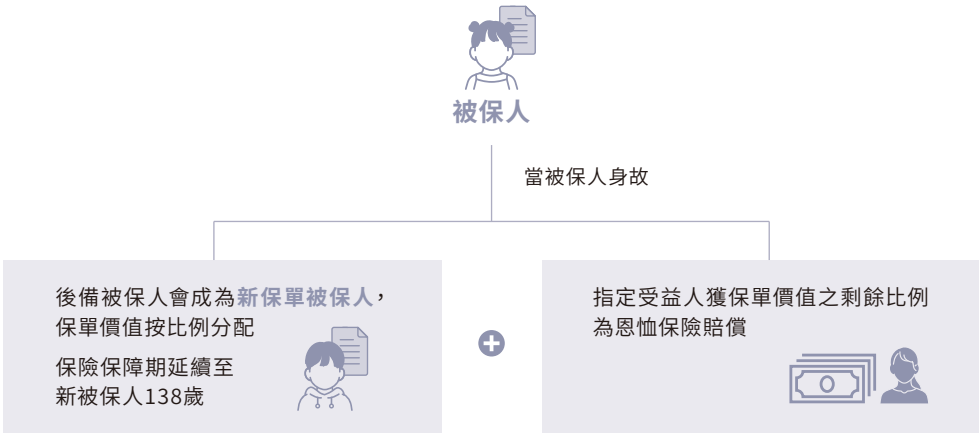 被保人
當被保人身故
後備被保人會成為新保單被保人，
保單價值按比例分配
保險保障期延續至
新被保人138歲
指定受益人獲保單價值之剩餘比例
為恩恤保險賠償